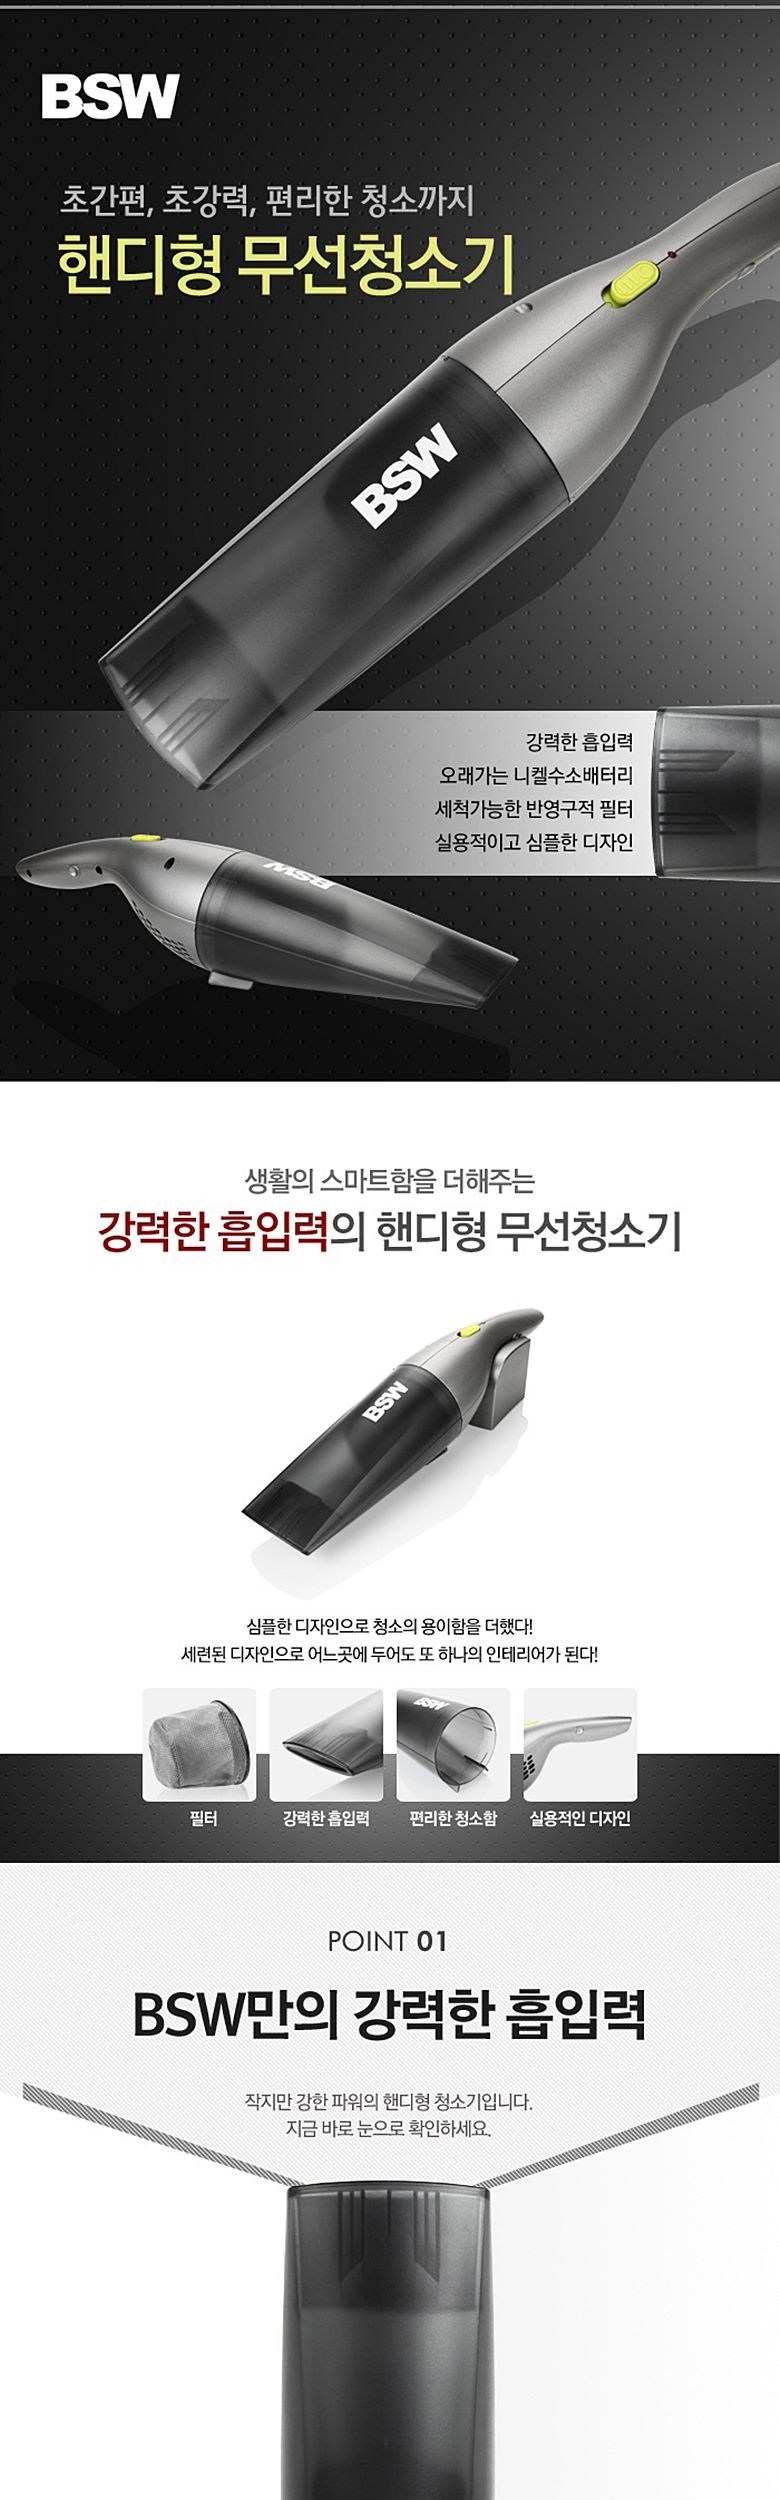 BSW
초간편, 초강력, 편리한 청소까지
핸디형 무선청소기
BSW
강력한 흡입력
오래가는 니켈수소배터리
세척가능한 반영구적 필터
실용적이고 심플한 디자인
BSW
생활의 스마트함을 더해주는
강력한 흡입력의 핸디형 무선청소기
BSW
심플한 디자인으로 청소의 용이함을 더했다!
세련된 디자인으로 어느곳에 두어도 또 하나의 인테리어가 된다!
BSW
필터
강력한 흡입력
편리한 청소함
실용적인 디자인
POINT 01
BSW만의 강력한 흡입력
작지만 강한 파워의 핸디형 청소기입니다.
지금 바로 눈으로 확인하세요.